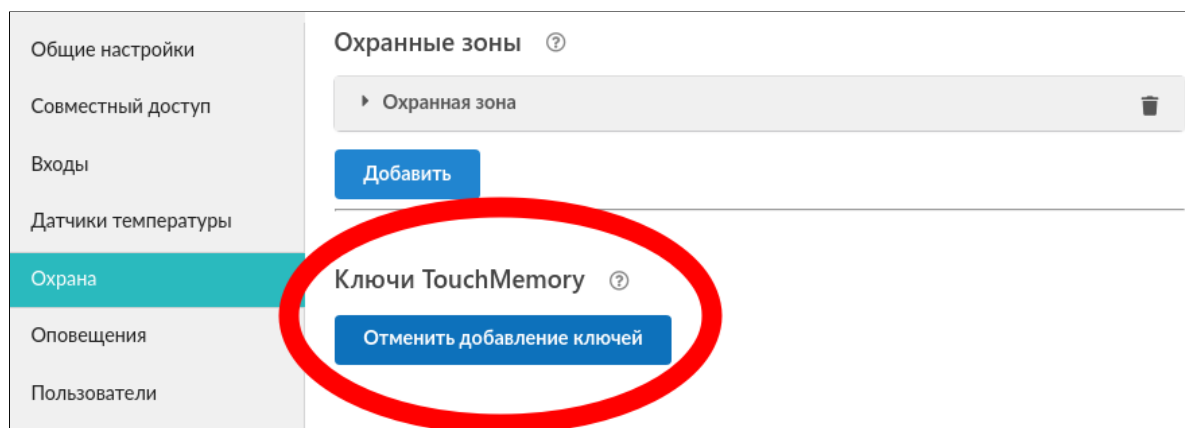 Общие настройки
Совместный доступ
Входы
Датчики температуры
Охрана
Оповещения
Пользователи
Охранные зоны
Охранная зона
Добавить
Ключи TouchMemory
Отменить добавление ключей